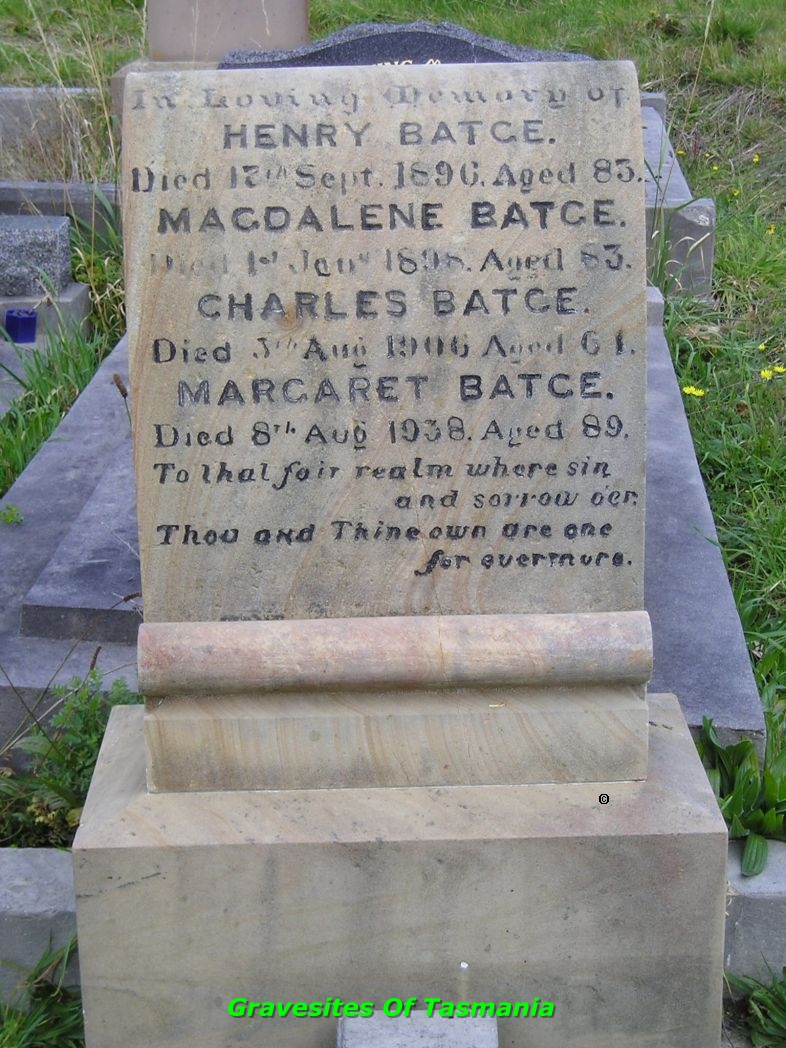 In Loving Memory of
HENRY BATGE.
Died 13th Sept. 1896. Aged 83.
MAGDALENE BATGE.
Died 1st Jany 1898. Aged 83.
CHARLES BATGE.
Died 5th Aug 1906 Aged 64.
MARGARET BATGE.
Died 8th Aug 1938. Aged 89.
To that fair realm where sin
and sorrow o'er.
Thou and Thine own are one
for evermore.
©
Gravesites Of Tasmania